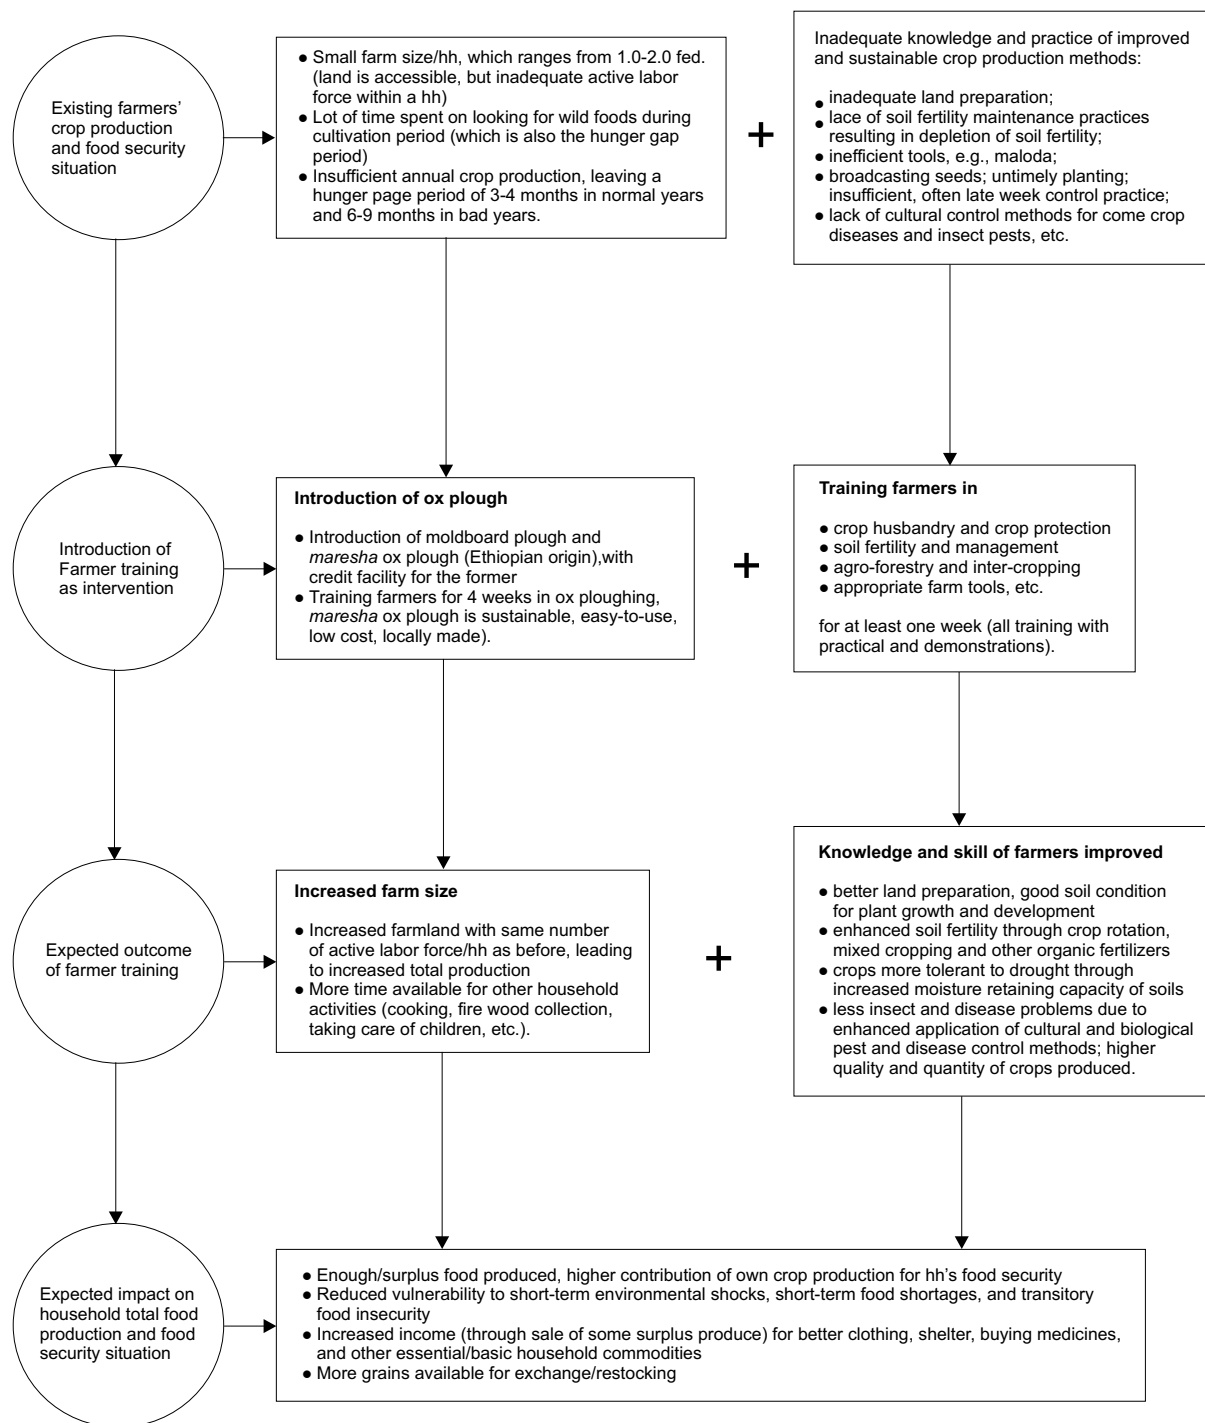 Existing farmers'
crop production
and food security
situation
● Small farm size/hh, which ranges from 1.0-2.0 fed.
(land is accessible, but inadequate active labor
force within a hh)
● Lot of time spent on looking for wild foods during
cultivation period (which is also the hunger gap
period)
● Insufficient annual crop production, leaving a
hunger page period of 3-4 months in normal years
and 6-9 months in bad years.
+
Inadequate knowledge and practice of improved
and sustainable crop production methods:
● inadequate land preparation;
● lack of soil fertility maintenance practices
resulting in depletion of soil fertility;
● inefficient tools, e.g., maloda;
● broadcasting seeds; untimely planting;
insufficient, often late week control practice;
● lack of cultural control methods for come crop
diseases and insect pests, etc.
Introduction of
Farmer training
as intervention
Introduction of ox plough
● Introduction of moldboard plough and
maresha ox plough (Ethiopian origin),with
credit facility for the former
● Training farmers for 4 weeks in ox ploughing,
maresha ox plough is sustainable, easy-to-use,
low cost, locally made).
+
Training farmers in
● crop husbandry and crop protection
● soil fertility and management
● agro-forestry and inter-cropping
● appropriate farm tools, etc.
for at least one week (all training with
practical and demonstrations).
Expected outcome
of farmer training
Increased farm size
● Increased farmland with same number
of active labor force/hh as before, leading
to increased total production
● More time available for other household
activities (cooking, fire wood collection,
taking care of children, etc.).
+
Knowledge and skill of farmers improved
● better land preparation, good soil condition
for plant growth and development
● enhanced soil fertility through crop rotation,
mixed cropping and other organic fertilizers
● crops more tolerant to drought through
increased moisture retaining capacity of soils
● less insect and disease problems due to
enhanced application of cultural and biological
pest and disease control methods; higher
quality and quantity of crops produced.
Expected impact on
household total food
production and food
security situation
● Enough/surplus food produced, higher contribution of own crop production for hh's food security
● Reduced vulnerability to short-term environmental shocks, short-term food shortages, and transitory
food insecurity
● Increased income (through sale of some surplus produce) for better clothing, shelter, buying medicines,
and other essential/basic household commodities
● More grains available for exchange/restocking